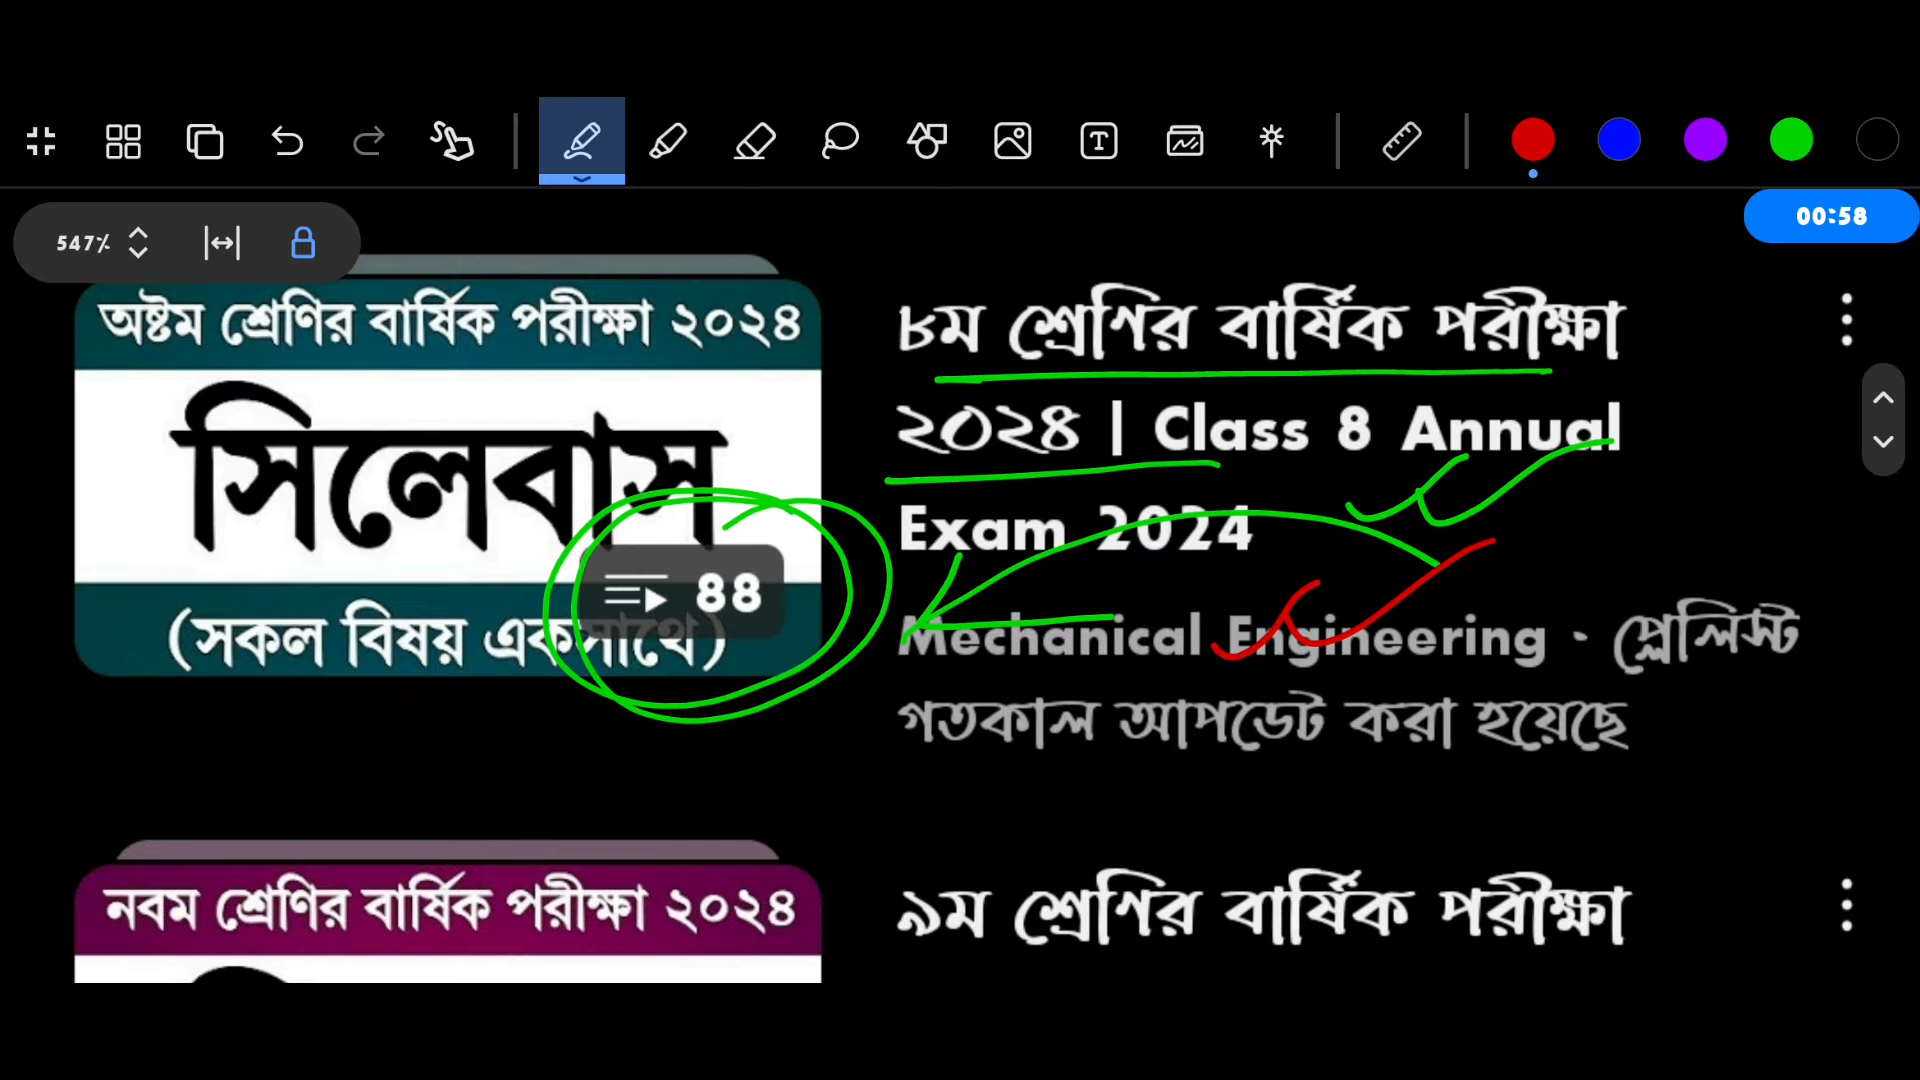 547%
00:58
অষ্টম শ্রেণির বার্ষিক পরীক্ষা ২০২৪
সিলেবাস
88
(সকল বিষয় একসাথে)
৮ম শ্রেণির বার্ষিক পরীক্ষা
২০২৪ | Class 8 Annual
Exam 2024
Mechanical Engineering · প্লেলিস্ট
গতকাল আপডেট করা হয়েছে
নবম শ্রেণির বার্ষিক পরীক্ষা ২০২৪
৯ম শ্রেণির বার্ষিক পরীক্ষা